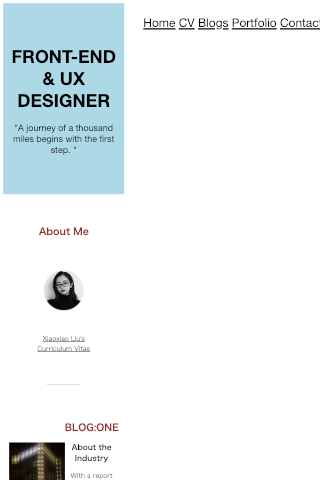 Home CV Blogs Portfolio Contact
FRONT-END
& UX
DESIGNER
"A journey of a thousand
miles begins with the first
step. "
About Me
Xiaoxiao Liu's
Curriculum Vitae
BLOG:ONE
About the
Industry
With a report